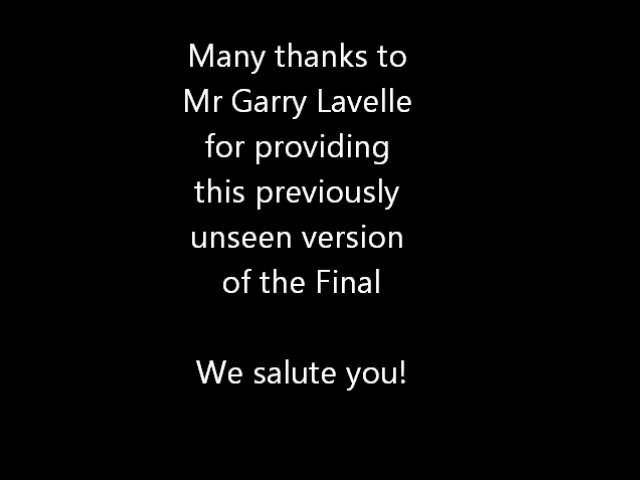 Many thanks to
Mr Garry Lavelle
for providing
this previously
unseen version
of the Final
We salute you!